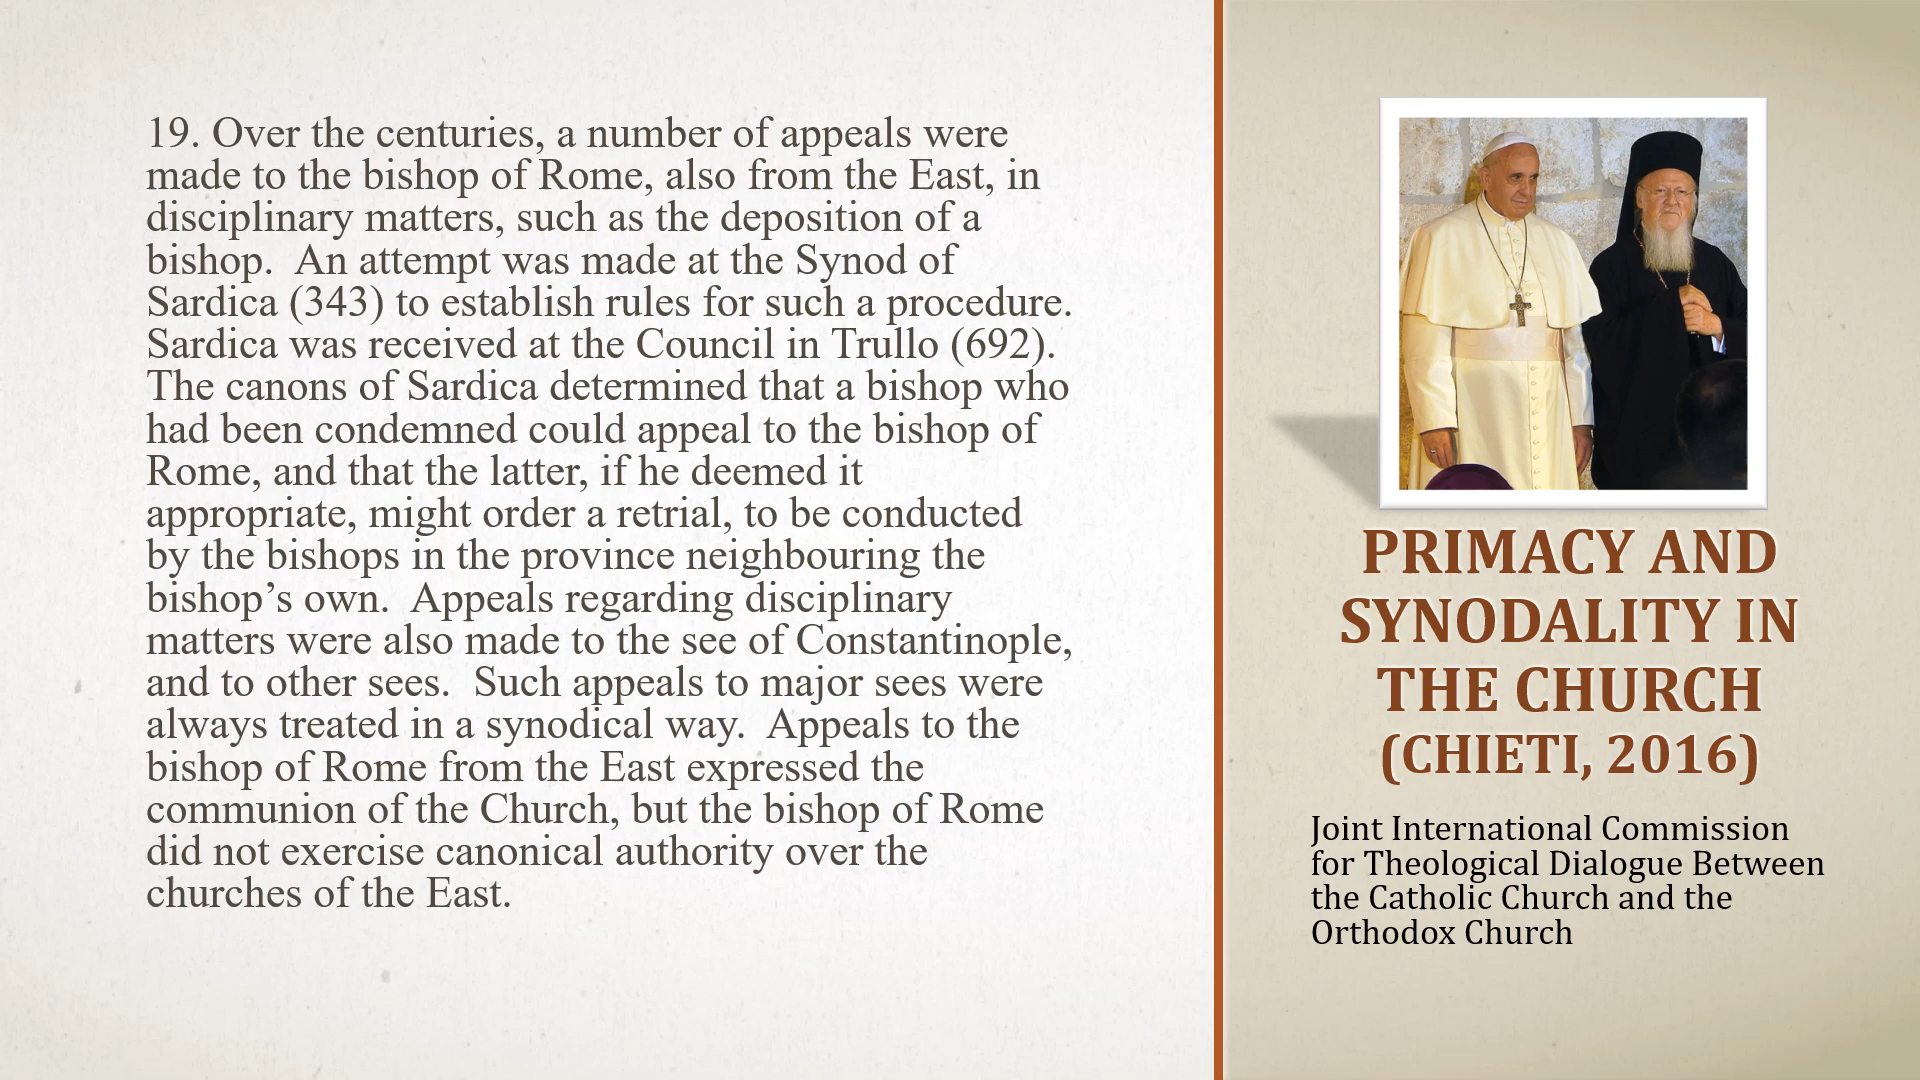 19. Over the centuries, a number of appeals were
made to the bishop of Rome, also from the East, in
disciplinary matters, such as the deposition of a
bishop.  An attempt was made at the Synod of
Sardica (343) to establish rules for such a procedure.
Sardica was received at the Council in Trullo (692).
The canons of Sardica determined that a bishop who
had been condemned could appeal to the bishop of
Rome, and that the latter, if he deemed it
appropriate, might order a retrial, to be conducted
by the bishops in the province neighbouring the
bishop’s own.  Appeals regarding disciplinary
matters were also made to the see of Constantinople,
and to other sees.  Such appeals to major sees were
always treated in a synodical way.  Appeals to the
bishop of Rome from the East expressed the
communion of the Church, but the bishop of Rome
did not exercise canonical authority over the
churches of the East.
PRIMACY AND
SYNODALITY IN
THE CHURCH
(CHIETI, 2016)
Joint International Commission
for Theological Dialogue Between
the Catholic Church and the
Orthodox Church